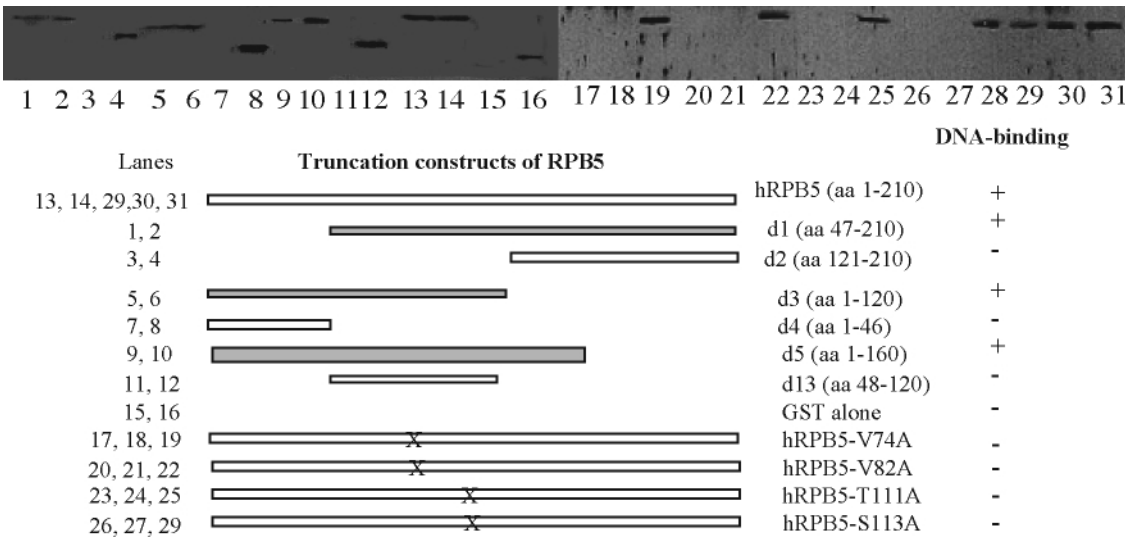 1 2 3 4 5 6 7 8 9 10 11 12 13 14 15 16 17 18 19 20 21 22 23 24 25 26 27 28 29 30 31
DNA-binding
Lanes Truncation constructs of RPB5
13, 14, 29,30, 31 hRPB5 (aa 1-210) +
1, 2 d1 (aa 47-210) +
3, 4 d2 (aa 121-210) -
5, 6 d3 (aa 1-120) +
7, 8 d4 (aa 1-46) -
9, 10 d5 (aa 1-160) +
11, 12 d13 (aa 48-120) -
15, 16 GST alone -
17, 18, 19 X hRPB5-V74A -
20, 21, 22 X hRPB5-V82A -
23, 24, 25 X hRPB5-T111A -
26, 27, 29 X hRPB5-S113A -